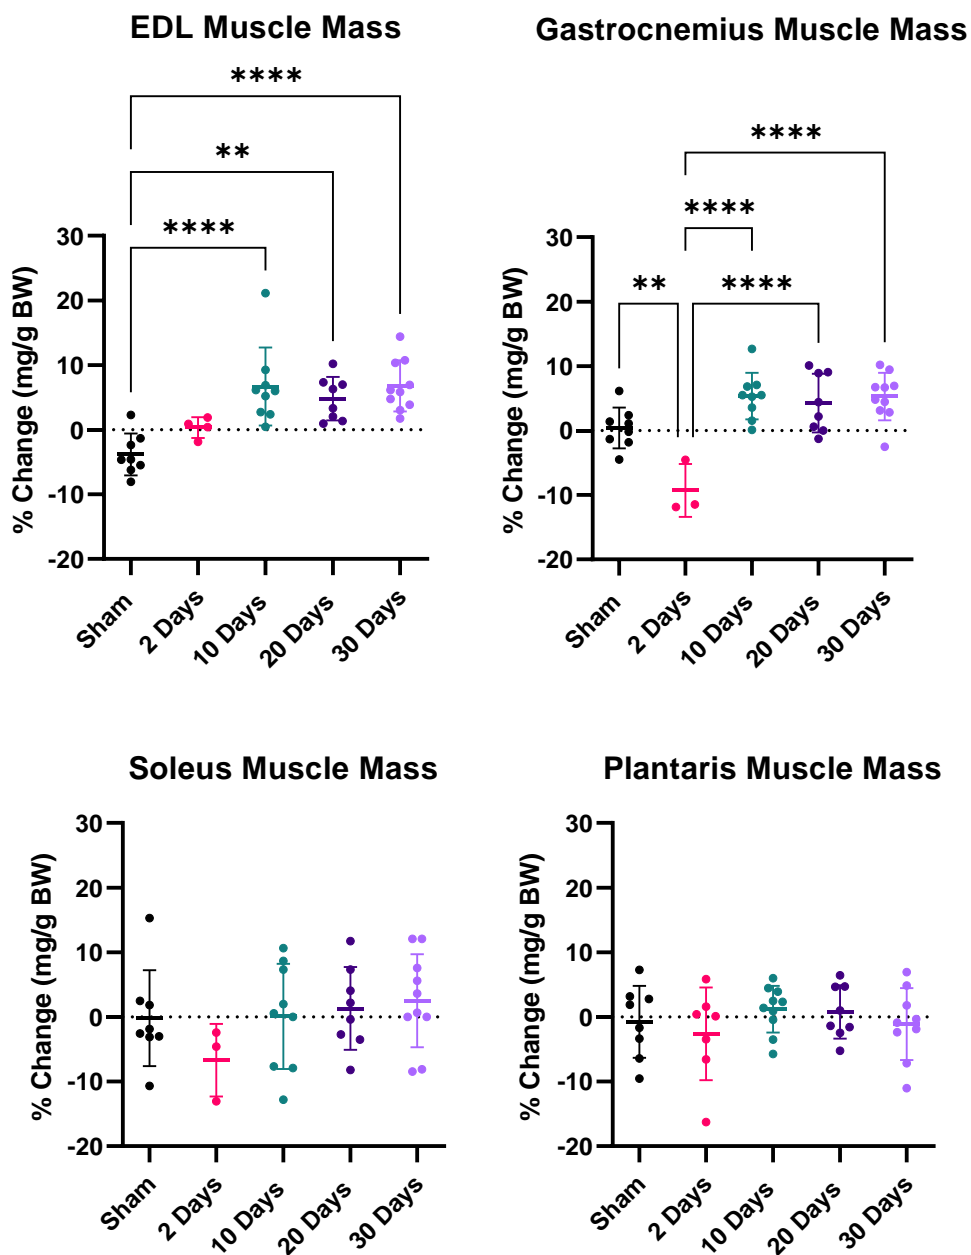 EDL Muscle Mass
****
**
****
% Change (mg/g BW)
30
20
10
0
-10
-20
Sham
2 Days
10 Days
20 Days
30 Days
Gastrocnemius Muscle Mass
****
****
**
****
% Change (mg/g BW)
30
20
10
0
-10
-20
Sham
2 Days
10 Days
20 Days
30 Days
Soleus Muscle Mass
% Change (mg/g BW)
30
20
10
0
-10
-20
Sham
2 Days
10 Days
20 Days
30 Days
Plantaris Muscle Mass
% Change (mg/g BW)
30
20
10
0
-10
-20
Sham
2 Days
10 Days
20 Days
30 Days